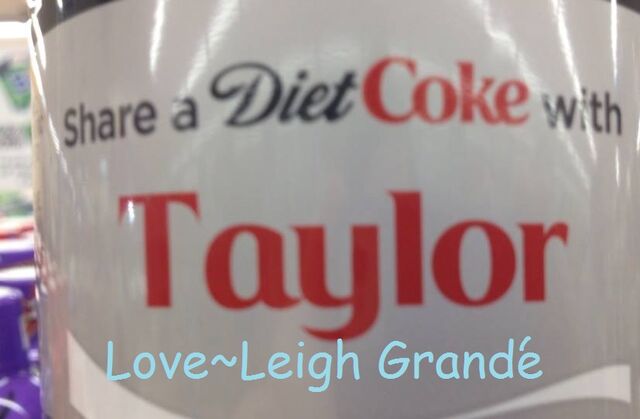 Share a Diet Coke with
Taylor
Love~Leigh Grandé